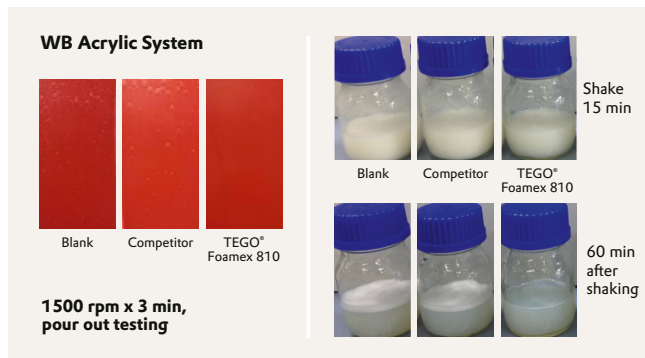 WB Acrylic System
Blank
Competitor
TEGO®
Foamex 810
1500 rpm x 3 min,
pour out testing
Shake
15 min
Blank
Competitor
TEGO®
Foamex 810
60 min
after
shaking